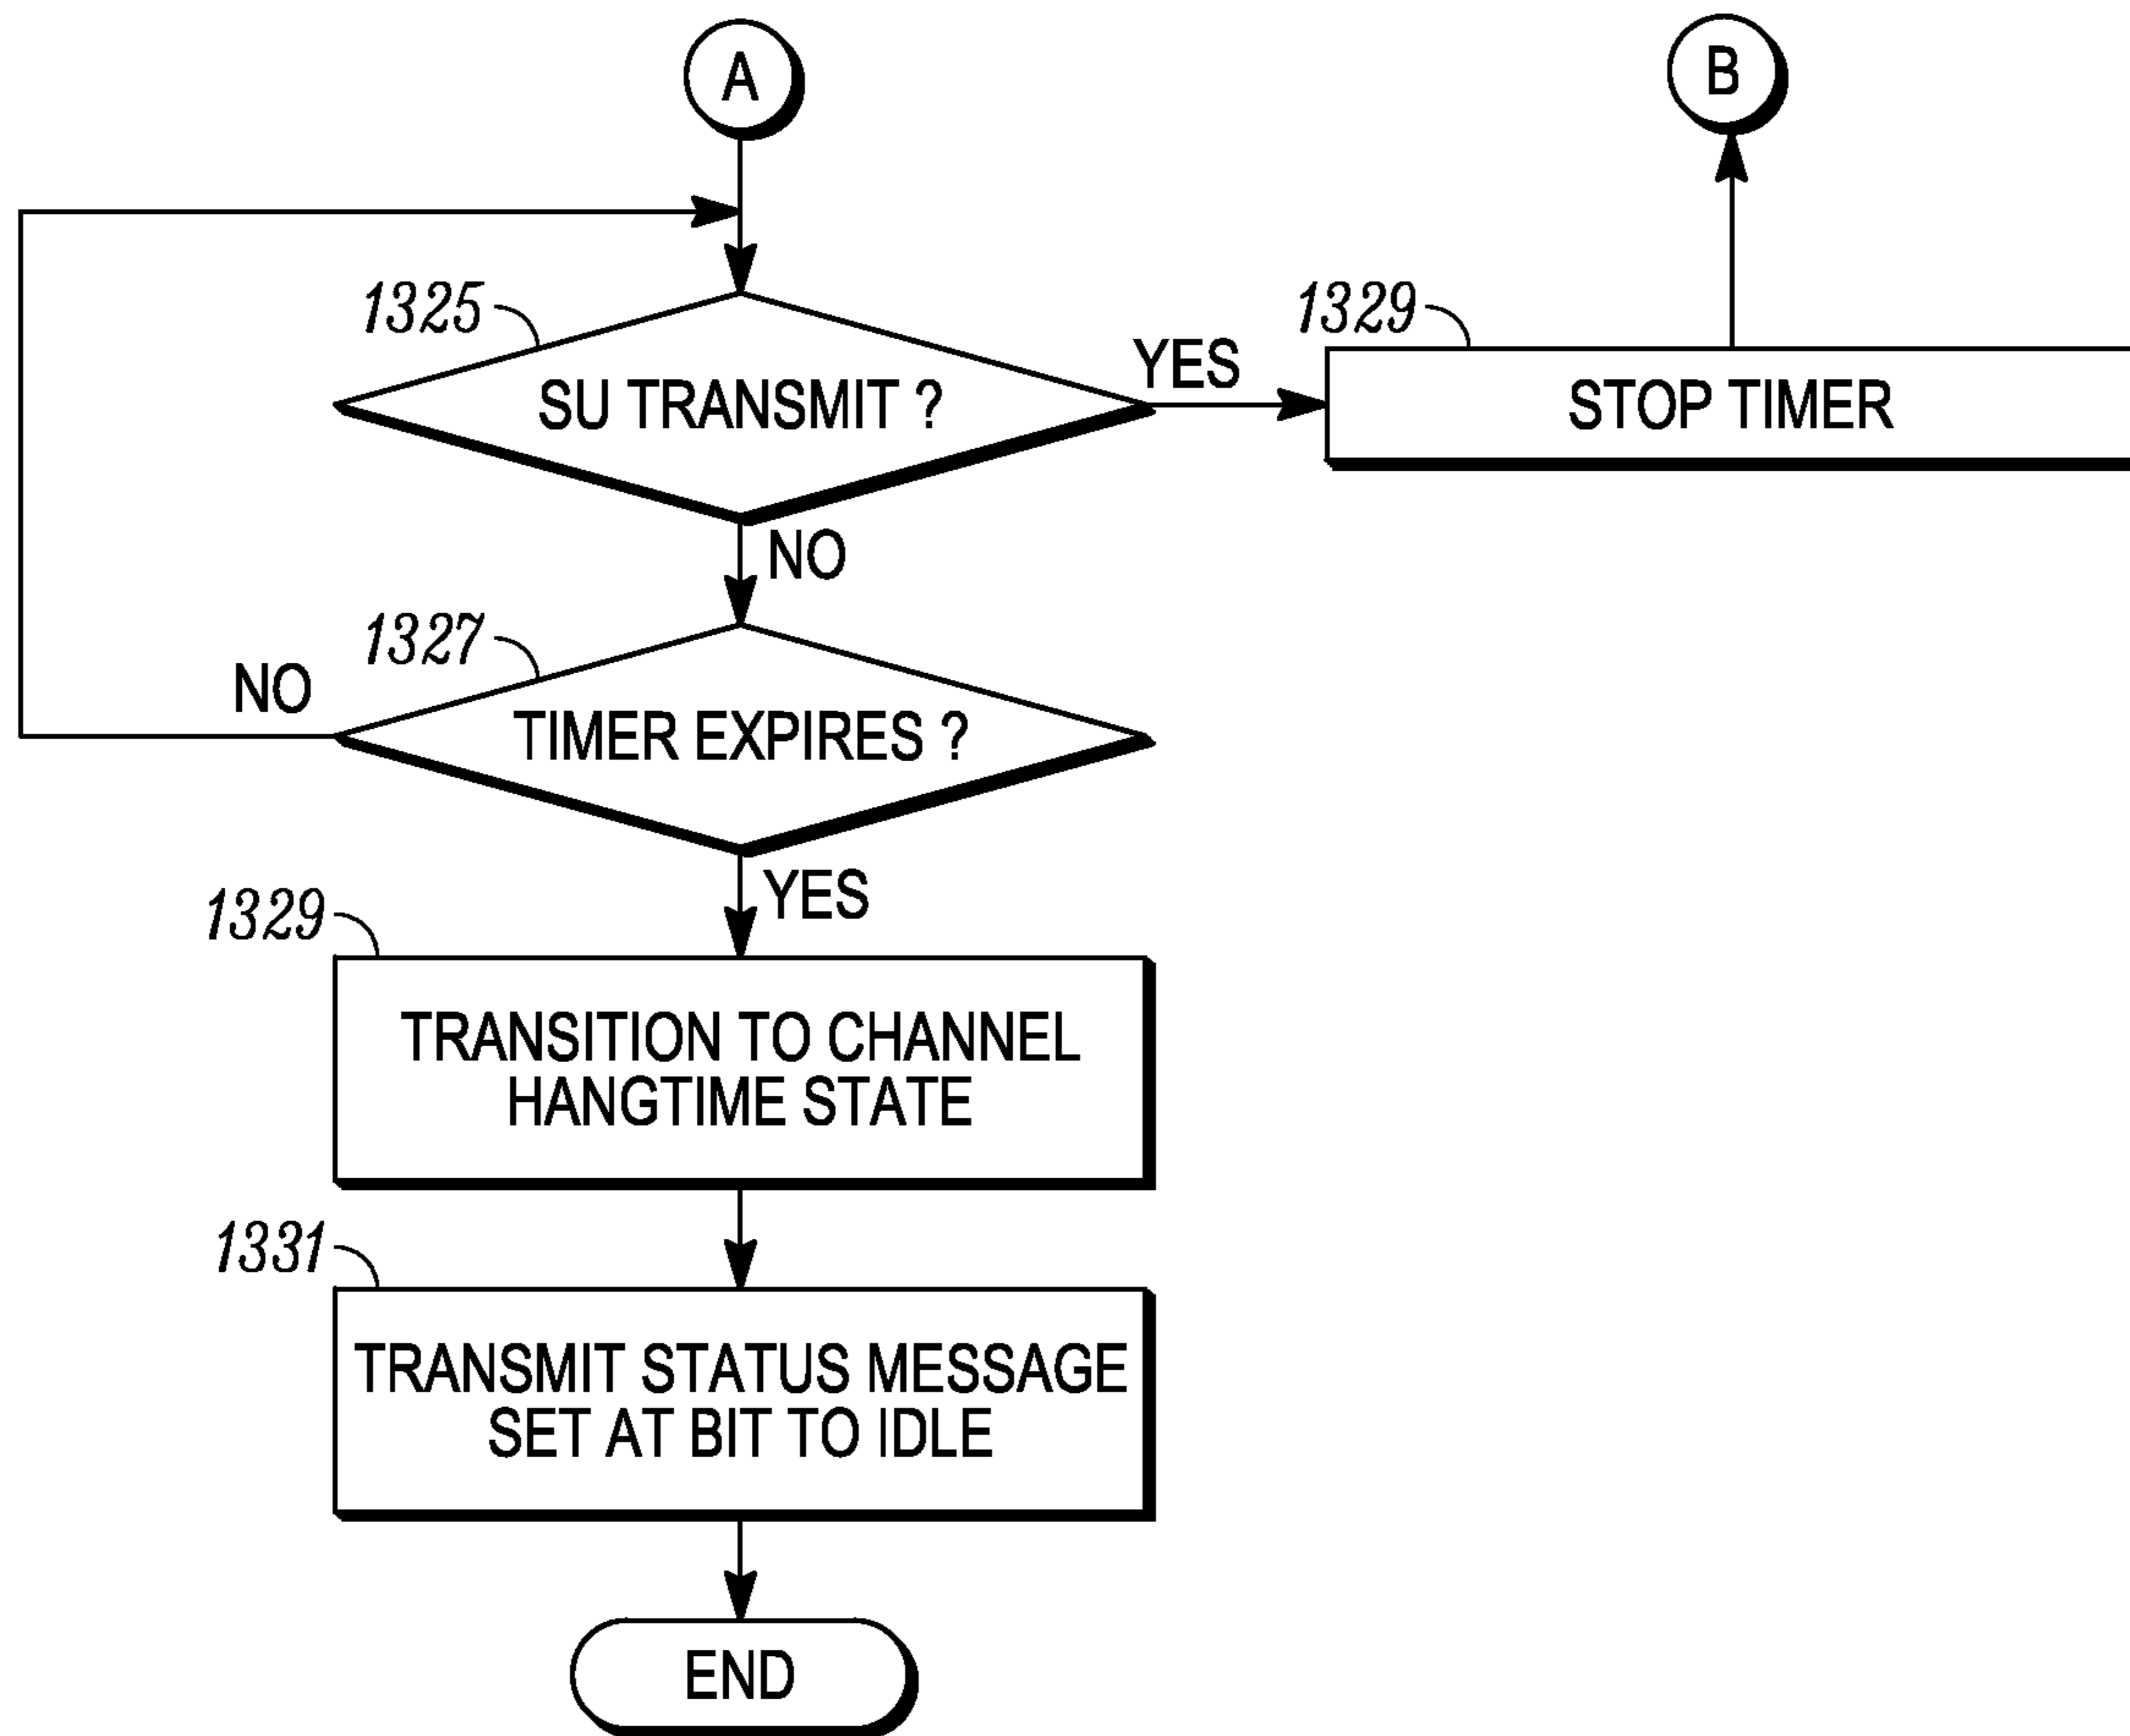 A
B
1325
SU TRANSMIT ?
YES
1329
STOP TIMER
NO
1327
NO
TIMER EXPIRES ?
YES
1329
TRANSITION TO CHANNEL
HANGTIME STATE
1331
TRANSMIT STATUS MESSAGE
SET AT BIT TO IDLE
END